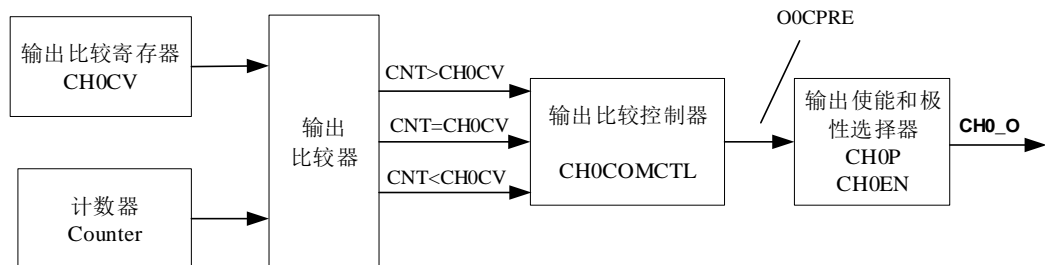 O0CPRE
输出比较寄存器
CH0CV
计数器
Counter
输出
比较器
CNT>CH0CV
CNT=CH0CV
CNT<CH0CV
输出比较控制器
CH0COMCTL
输出使能和极
性选择器
CH0P
CH0EN
CH0_O